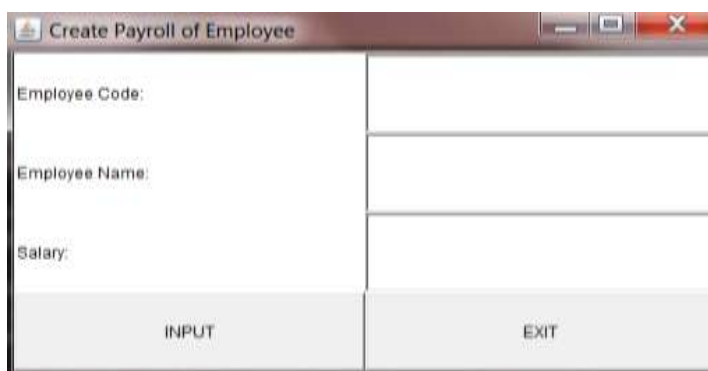 Create Payroll of Employee
Employee Code:
Employee Name:
Salary:
INPUT
EXIT